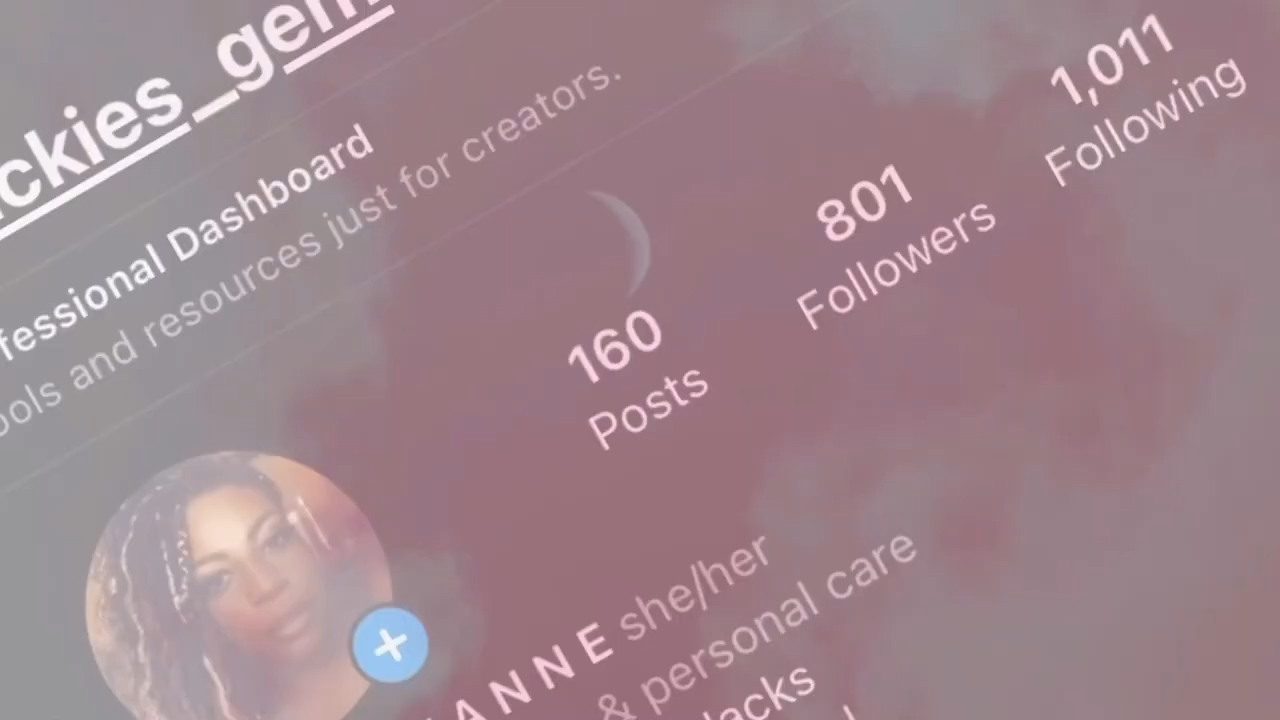 ckies_gem
fessional Dashboard
ools and resources just for creators.
160
Posts
801
Followers
1,011
Following
ANNE she/her
& personal care
lacks